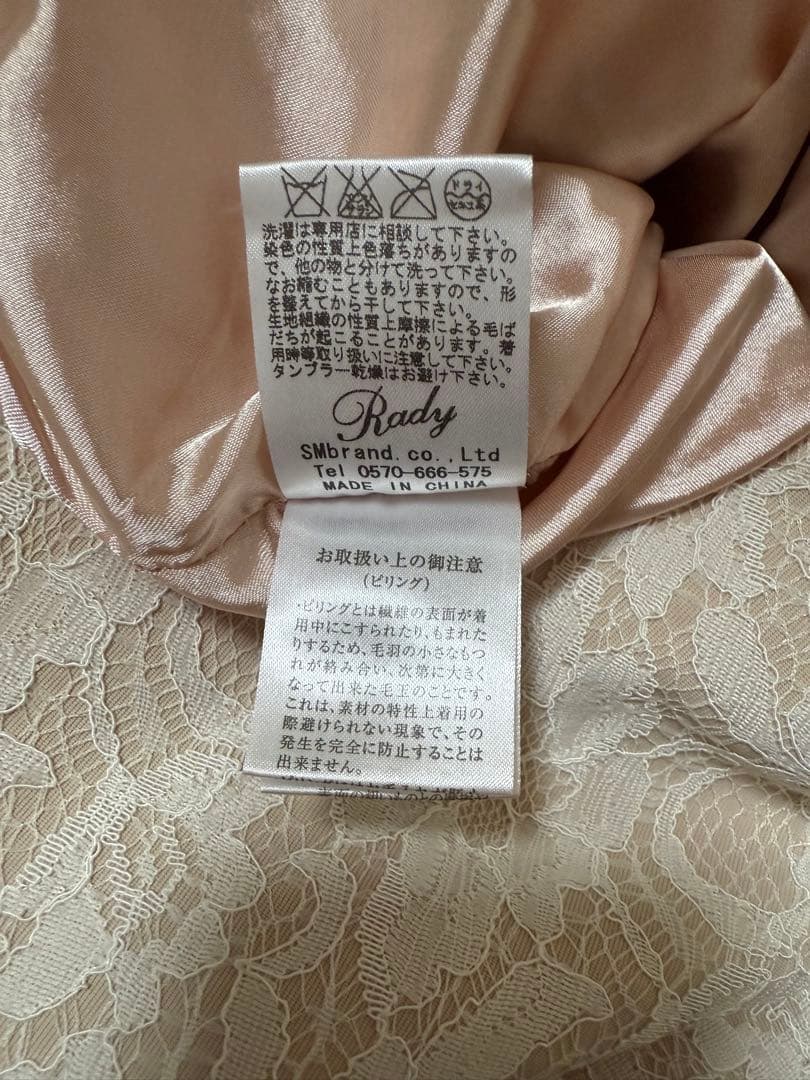 エンソ
サラシ
ドライ
セキユ系
洗濯は専用店に相談して下さい。
染色の性質上色落ちがありますの
で、他の物と分けて洗って下さい。
なお縮むこともありますので、形
を整えてから干して下さい。
生地組織の性質上摩擦による毛ば
だちが起こることがあります。着
用時等取り扱いに注意して下さい。
タンブラー乾燥はお避け下さい。
Rady
SMbrand.co.,Ltd
Tel 0570-666-575
MADE IN CHINA
お取扱い上の御注意
(ピリング)
・ピリングとは繊維の表面が着
用中にこすられたり、もまれた
りするため、毛羽の小さなもつ
れが絡み合い、次第に大きく
なって出来た毛玉のことです。
これは、素材の特性上着用の
際避けられない現象で、その
発生を完全に防止することは
出来ません。